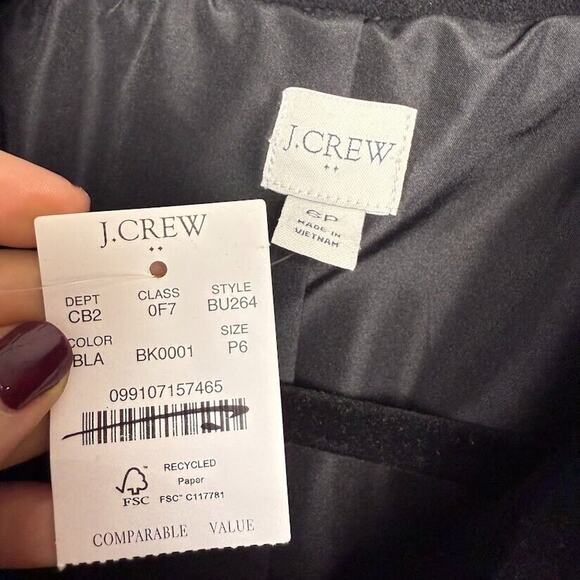 J.CREW
6P
MADE IN
VIETNAM
J.CREW
DEPT CLASS STYLE
CB2 0F7 BU264
COLOR SIZE
BLA BK0001 P6
099107157465
FSC
RECYCLED
Paper
FSC™ C117781
COMPARABLE VALUE